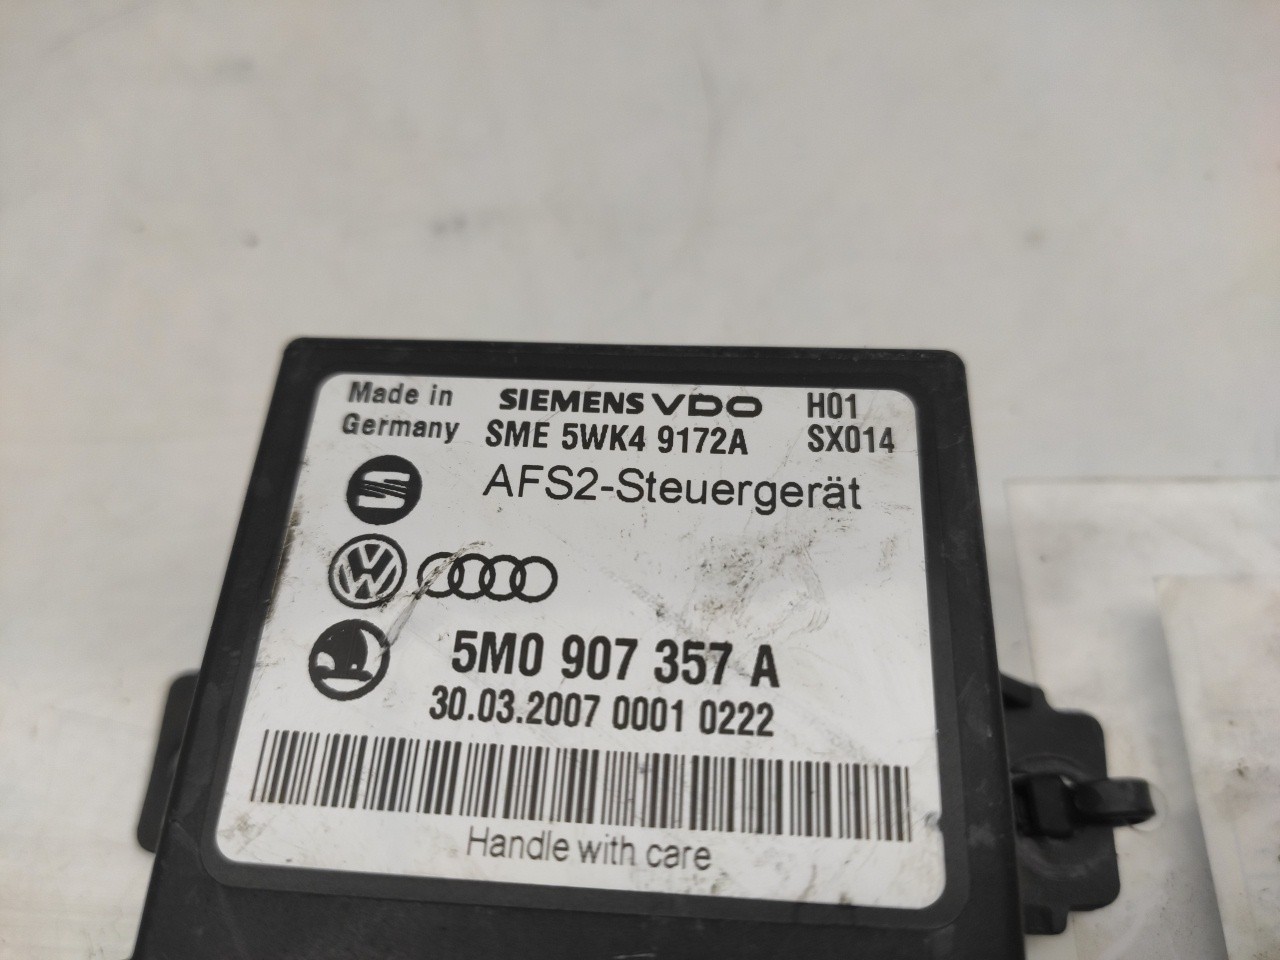 Made in SIEMENS VDO H01
Germany SME 5WK4 9172A SX014
AFS2-Steuergerät
5M0 907 357 A
30.03.2007 0001 0222
Handle with care